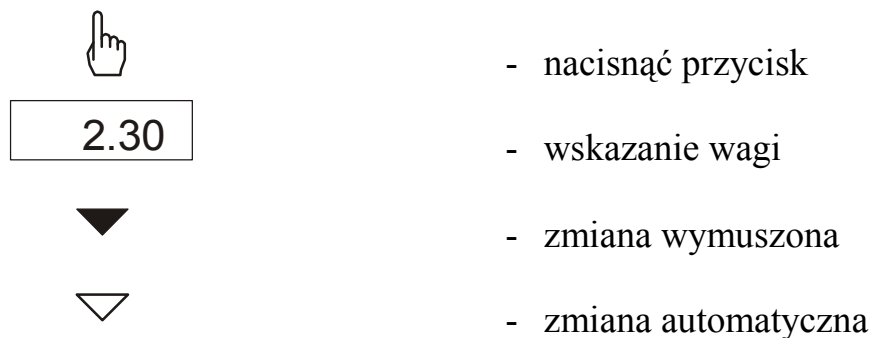 - nacisnąć przycisk
2.30
- wskazanie wagi
- zmiana wymuszona
- zmiana automatyczna